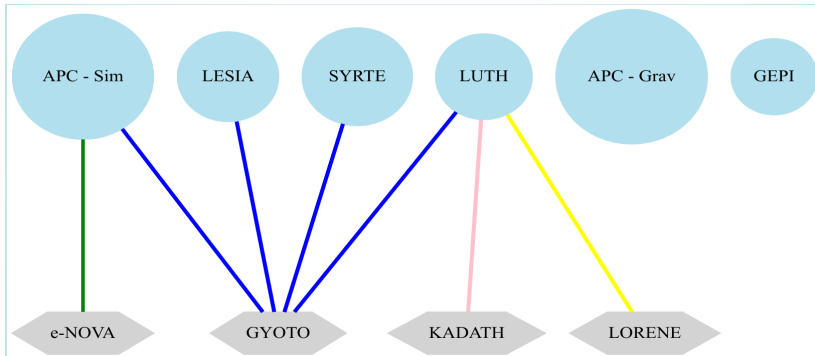 APC - Sim
LESIA
SYRTE
LUTH
APC - Grav
GEPI
e-NOVA
GYOTO
KADATH
LORENE